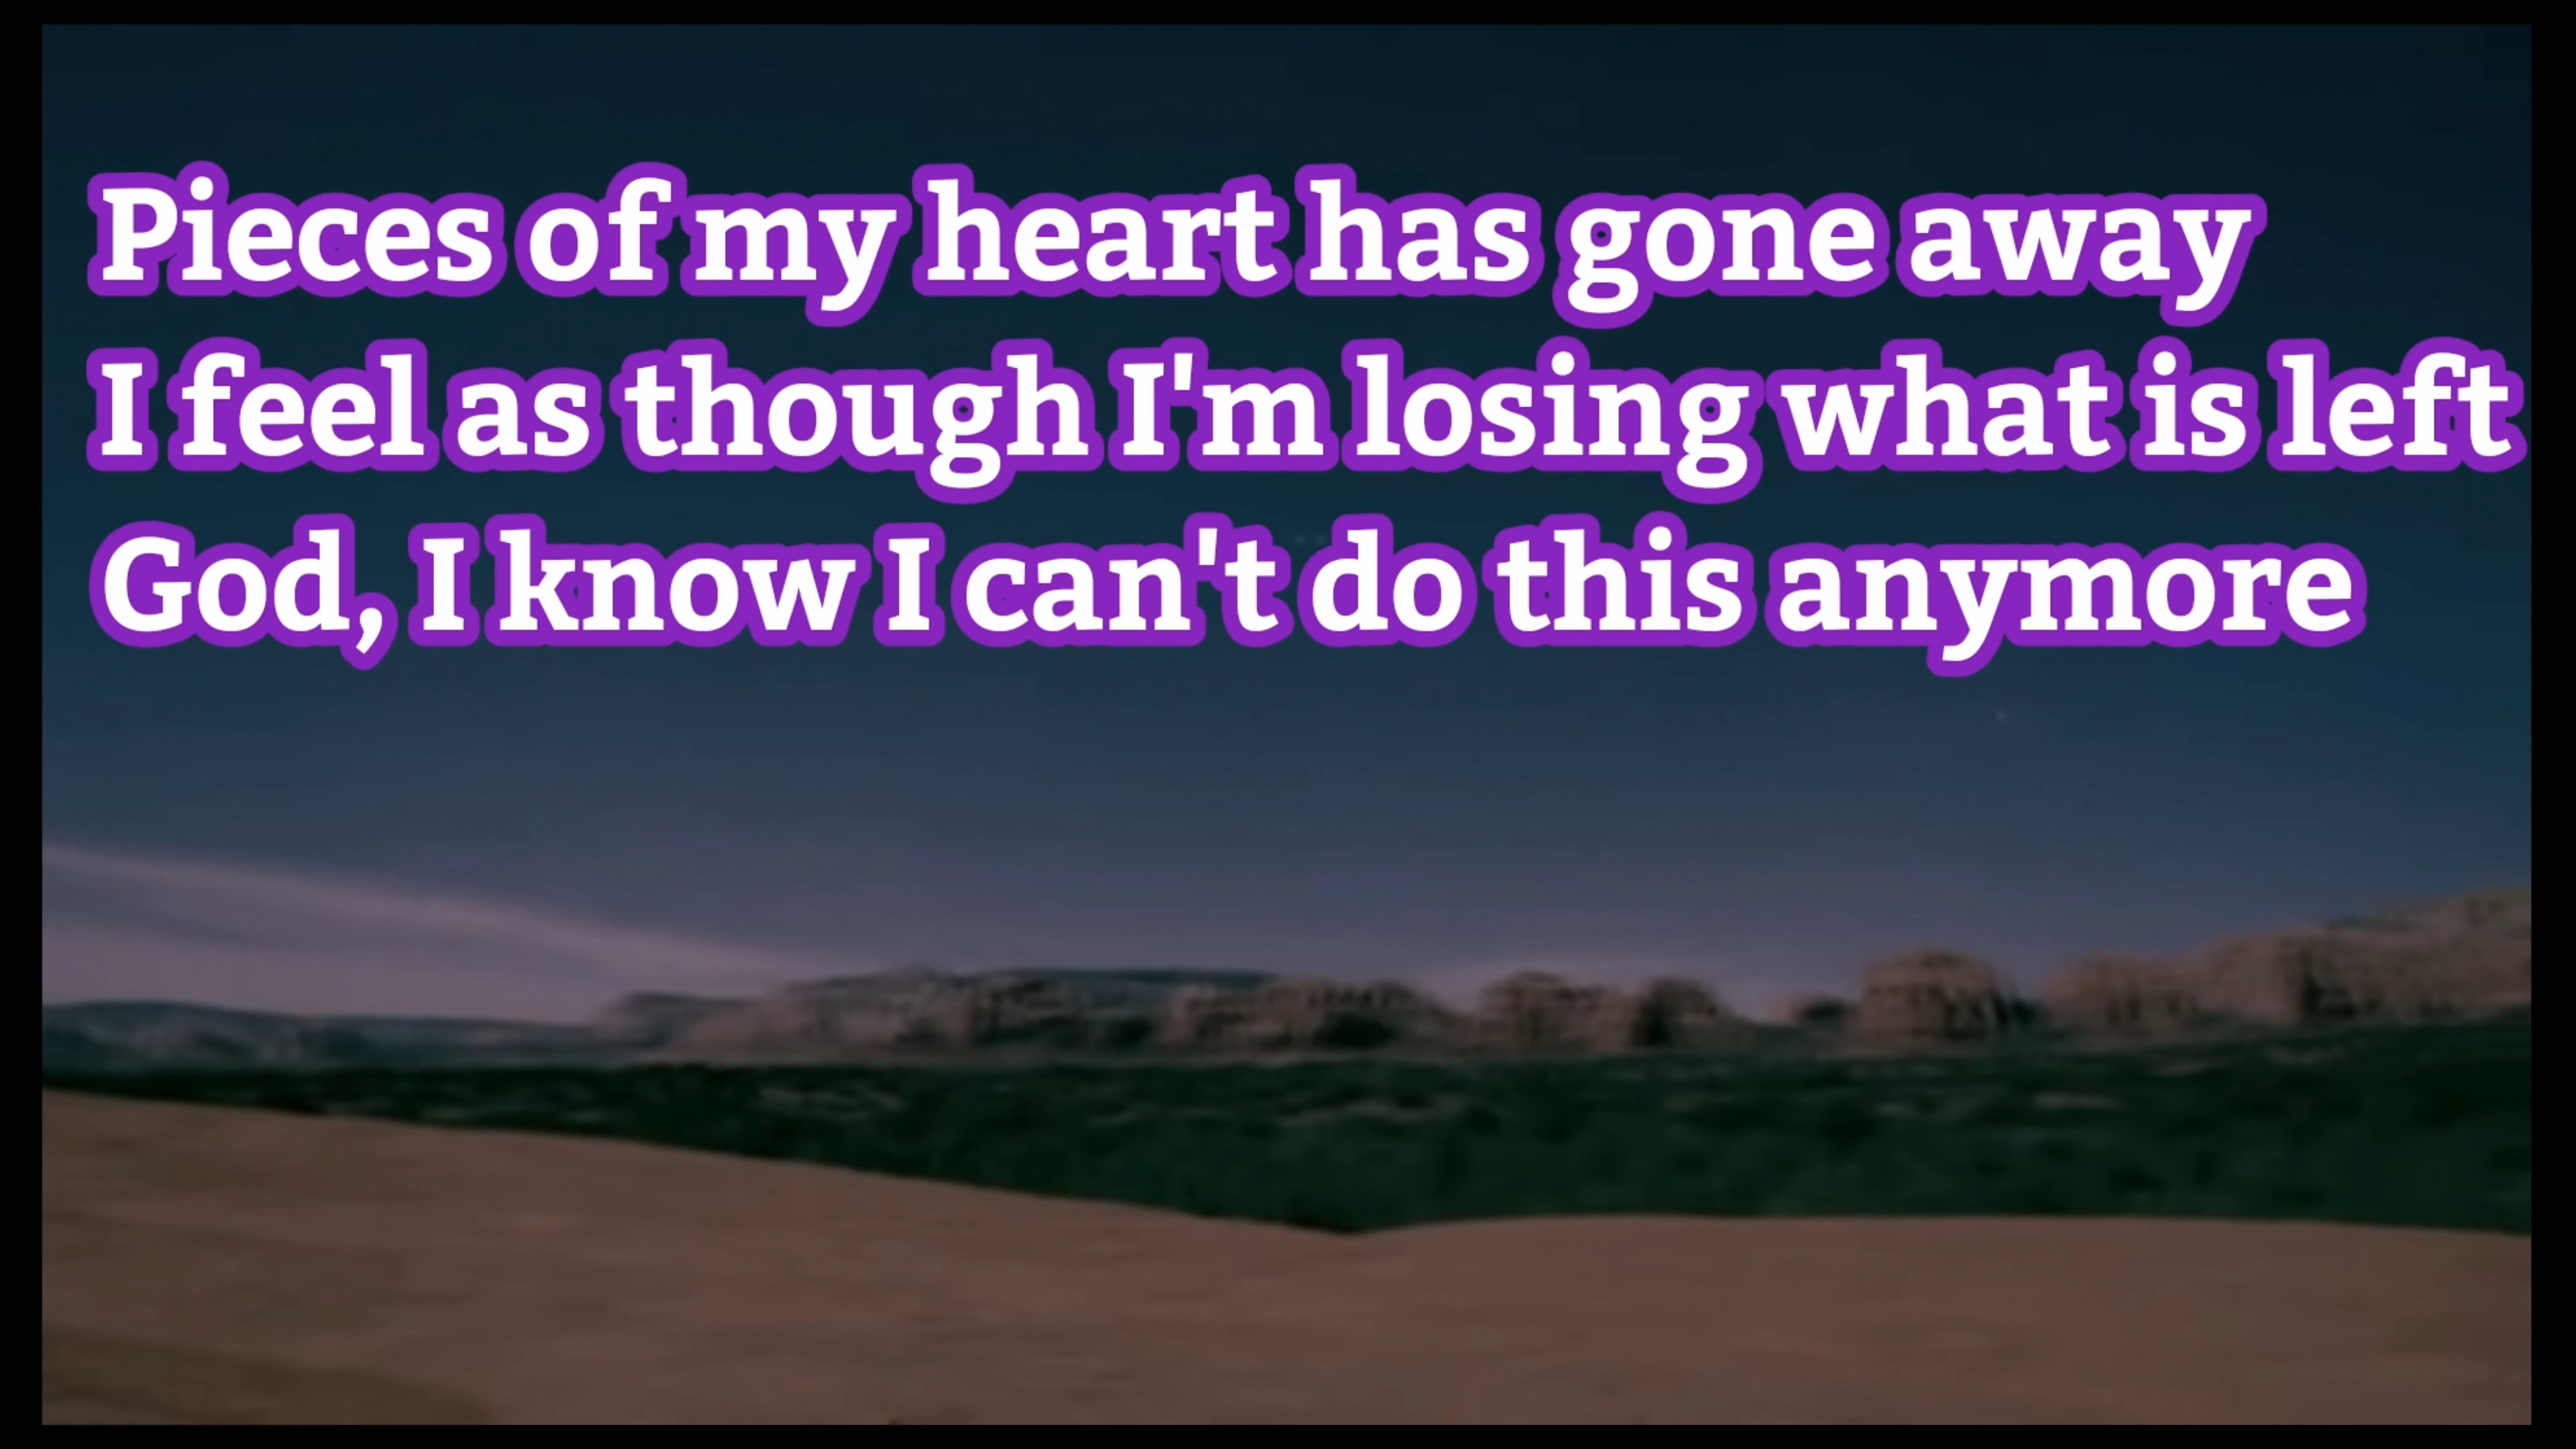 Pieces of my heart has gone away
I feel as though I'm losing what is left
God, I know I can't do this anymore